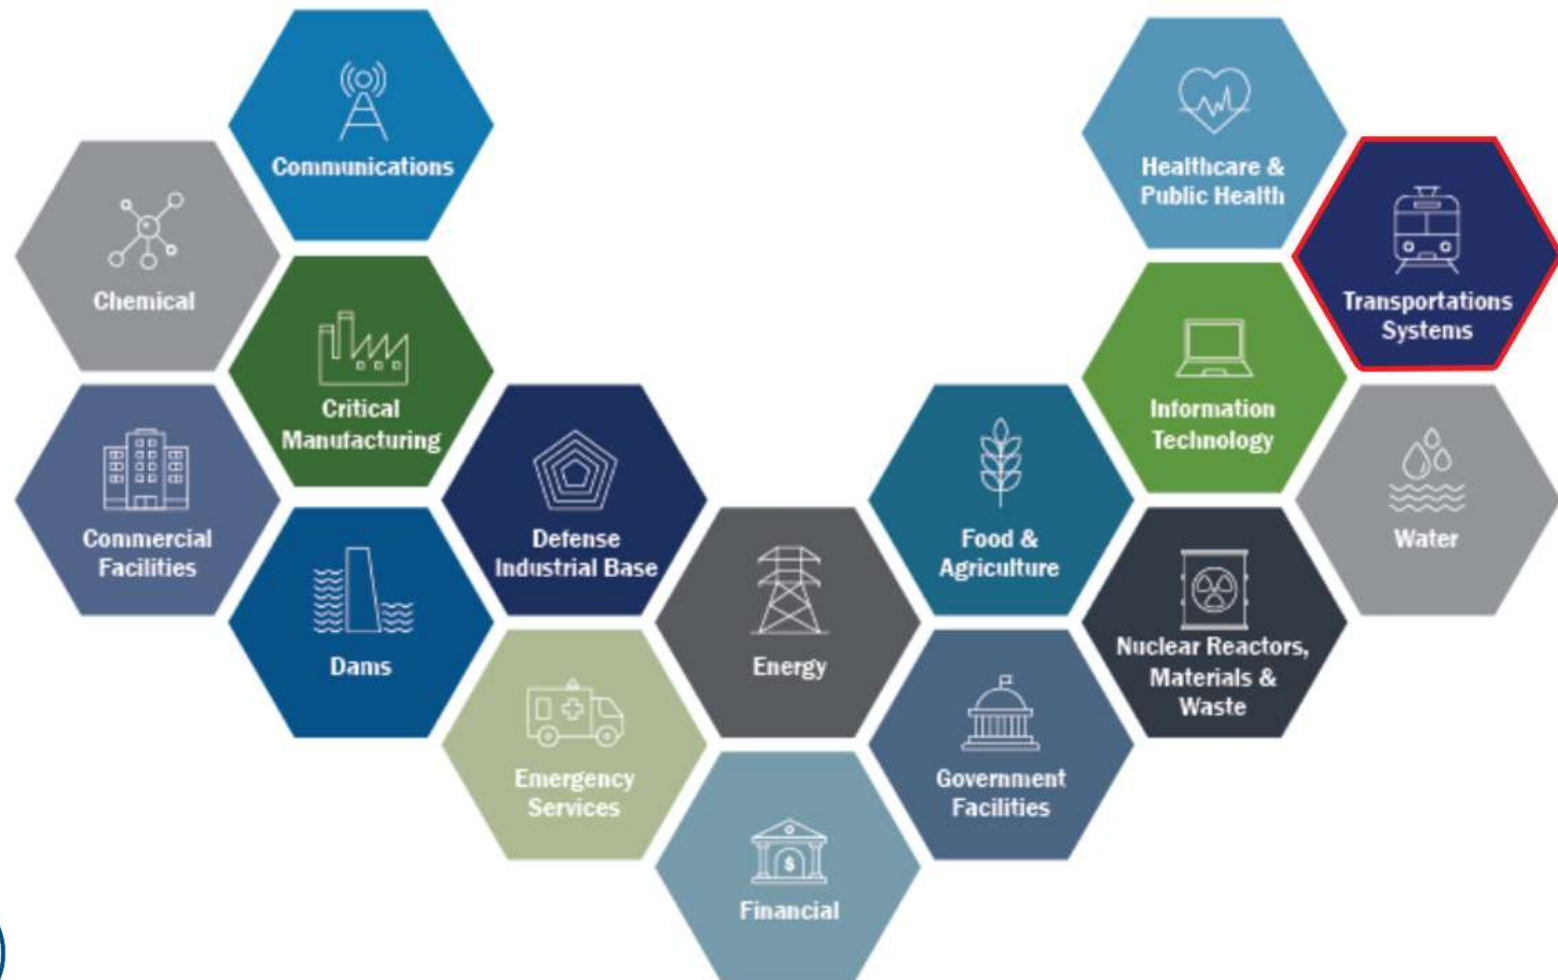 Communications
Healthcare &
Public Health
Chemical
Transportations
Systems
Critical
Manufacturing
Information
Technology
Commercial
Facilities
Defense
Industrial Base
Food &
Agriculture
Water
Dams
Energy
Nuclear Reactors,
Materials &
Waste
Emergency
Services
Government
Facilities
$
Financial